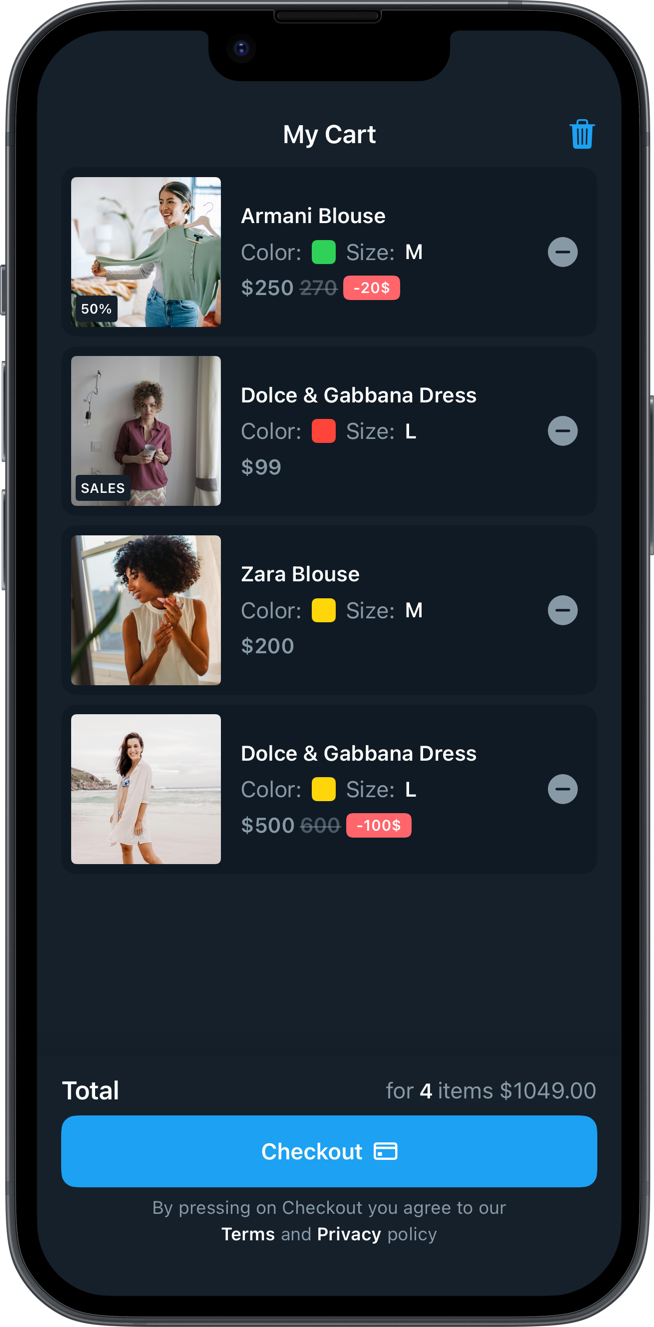 My Cart
Armani Blouse
Color: Size: M
$250 270 -20$
50%
Dolce & Gabbana Dress
Color: Size: L
$99
SALES
Zara Blouse
Color: Size: M
$200
Dolce & Gabbana Dress
Color: Size: L
$500 600 -100$
Total for 4 items $1049.00
Checkout
By pressing on Checkout you agree to our
Terms and Privacy policy